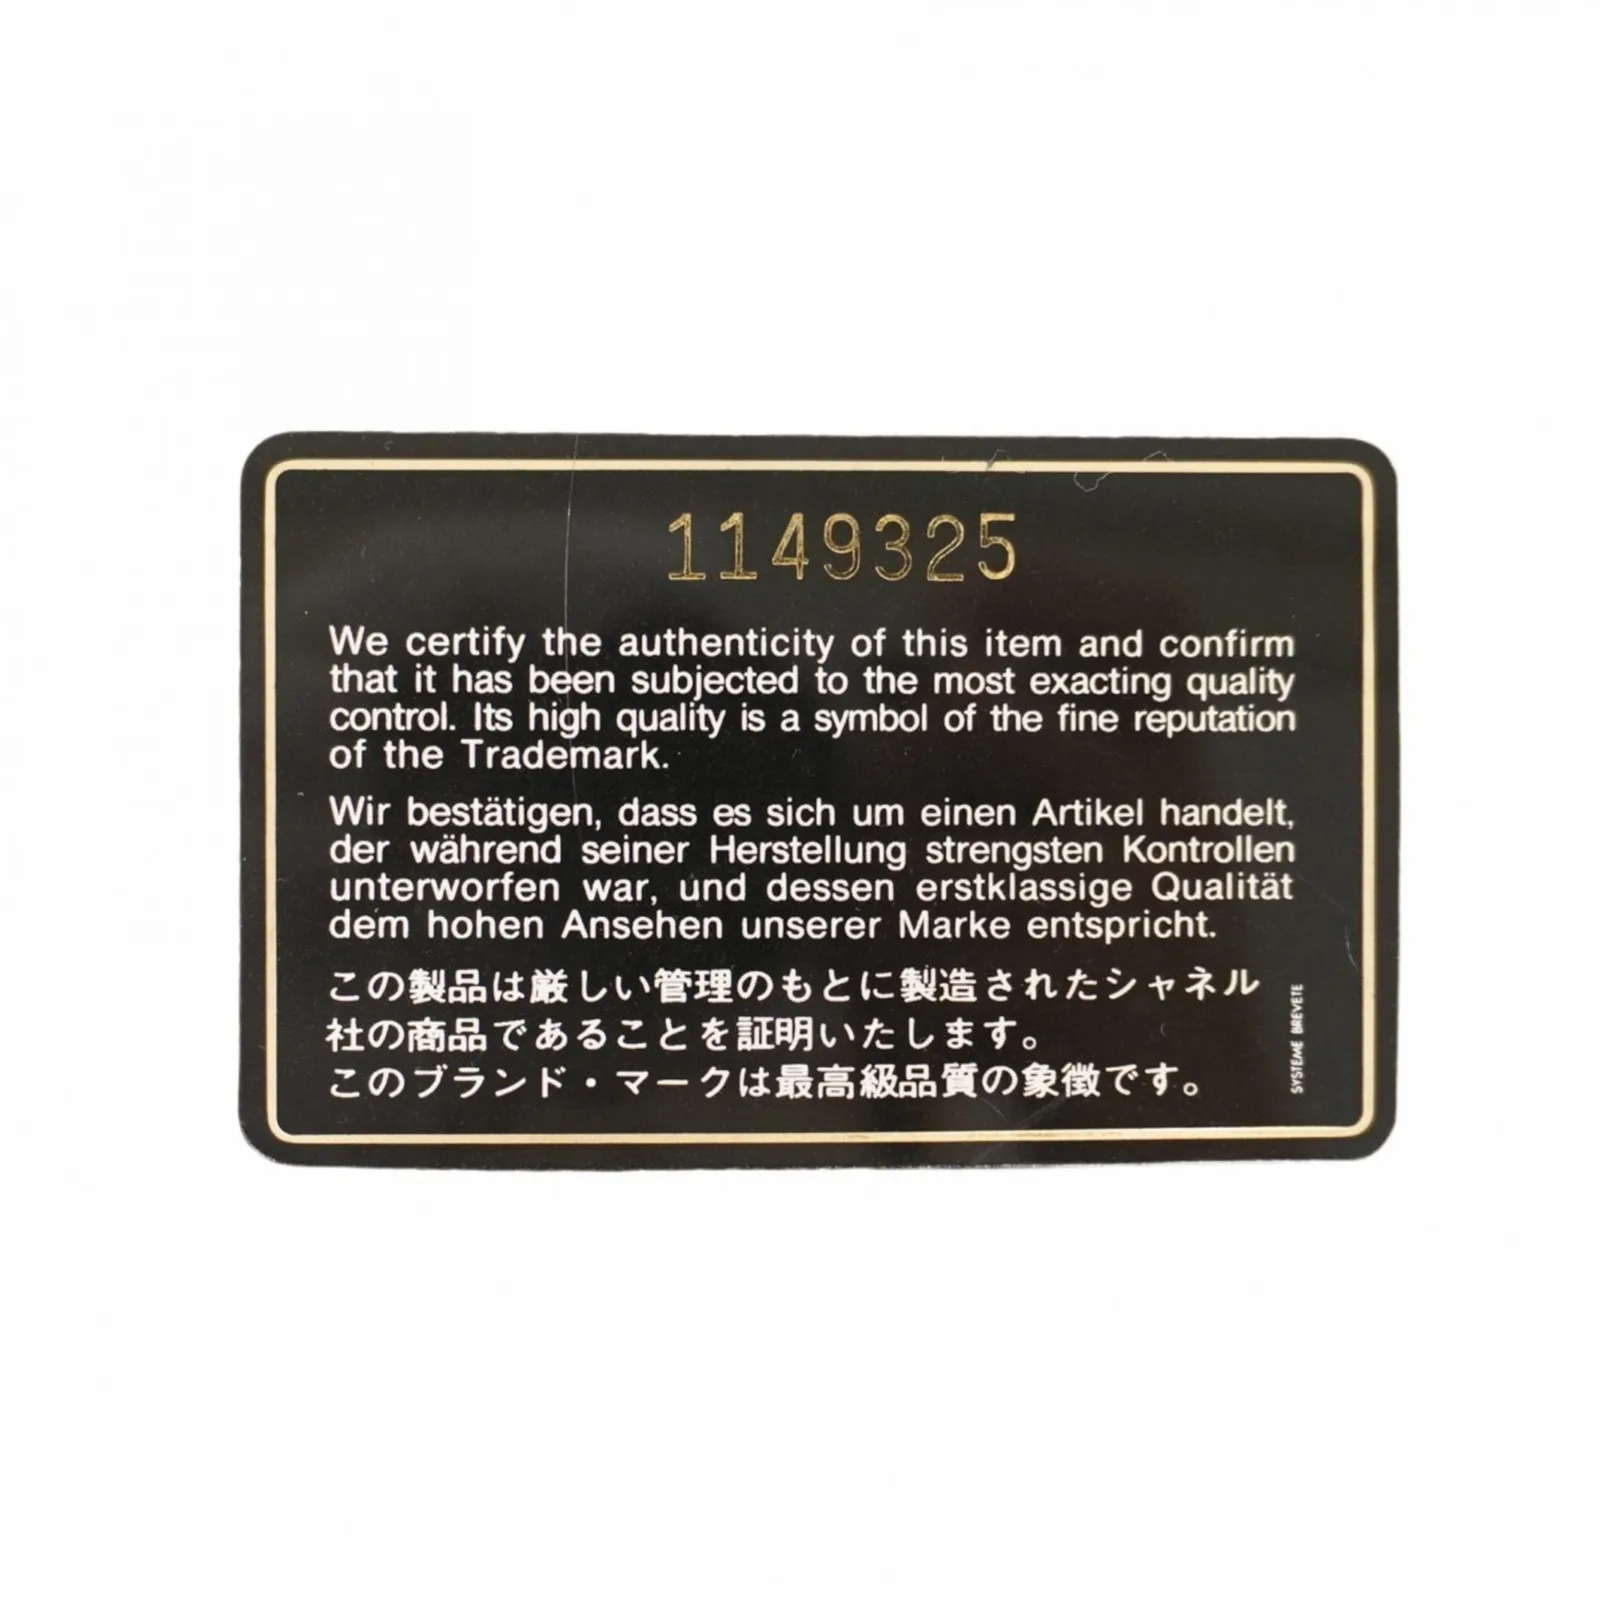 1149325
We certify the authenticity of this item and confirm
that it has been subjected to the most exacting quality
control. Its high quality is a symbol of the fine reputation
of the Trademark.
Wir bestätigen, dass es sich um einen Artikel handelt,
der während seiner Herstellung strengsten Kontrollen
unterworfen war, und dessen erstklassige Qualität
dem hohen Ansehen unserer Marke entspricht.
この製品は厳しい管理のもとに製造されたシャネル
社の商品であることを証明いたします。
このブランド・マークは最高級品質の象徴です。
SYSTEME BREVETE